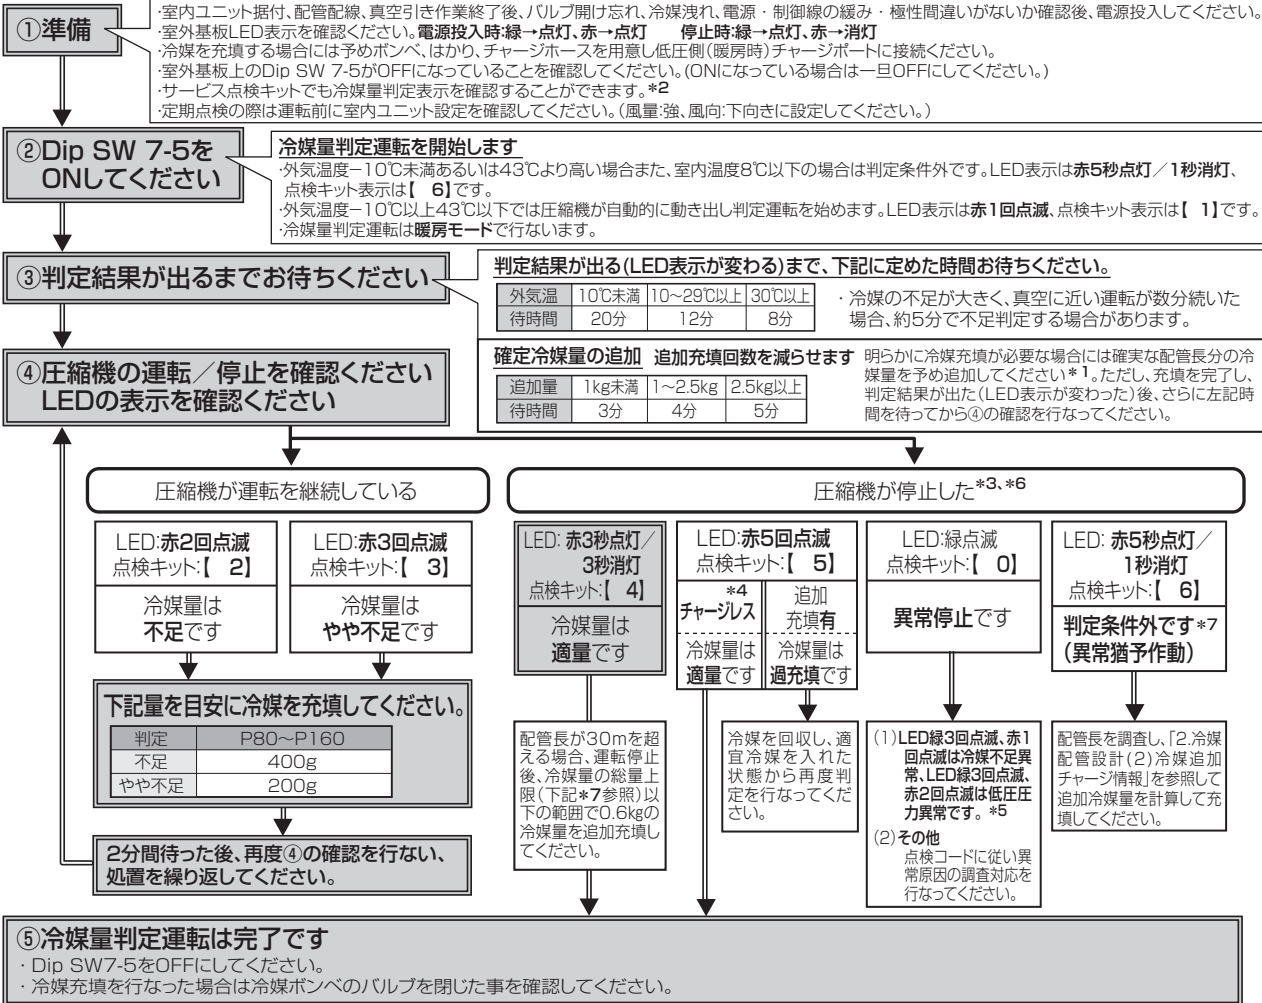 ①準備
·室内ユニット据付、配管配線、真空引き作業終了後、バルブ開け忘れ、冷媒洩れ、電源・制御線の緩み・極性間違いがないか確認後、電源投入してください。
·室外基板LED表示を確認ください。電源投入時:緑→点灯、赤→点灯　停止時:緑→点灯、赤→消灯
·冷媒を充填する場合には予めボンベ、はかり、チャージホースを用意し低圧側(暖房時)チャージポートに接続ください。
·室外基板上のDip SW 7-5がOFFになっていることを確認してください。(ONになっている場合は一旦OFFにしてください。)
·サービス点検キットでも冷媒量判定表示を確認することができます。*2
·定期点検の際は運転前に室内ユニット設定を確認してください。(風量:強、風向:下向きに設定してください。)
②Dip SW 7-5を
ONしてください
冷媒量判定運転を開始します
·外気温度−10℃未満あるいは43℃より高い場合また、室内温度8℃以下の場合は判定条件外です。LED表示は赤5秒点灯／1秒消灯、
点検キット表示は【　6】です。
·外気温度−10℃以上43℃以下では圧縮機が自動的に動き出し判定運転を始めます。LED表示は赤1回点滅、点検キット表示は【　1】です。
·冷媒量判定運転は暖房モードで行ないます。
③判定結果が出るまでお待ちください
判定結果が出る(LED表示が変わる)まで、下記に定めた時間お待ちください。
外気温 10℃未満 10〜29℃以上 30℃以上
待時間 20分 12分 8分
・冷媒の不足が大きく、真空に近い運転が数分続いた
場合、約5分で不足判定する場合があります。
④圧縮機の運転／停止を確認ください
LEDの表示を確認ください
確定冷媒量の追加 追加充填回数を減らせます
追加量 1kg未満 1〜2.5kg 2.5kg以上
待時間 3分 4分 5分
明らかに冷媒充填が必要な場合には確実な配管長分の冷
媒量を予め追加してください*1。ただし、充填を完了し、
判定結果が出た(LED表示が変わった)後、さらに左記時
間を待ってから④の確認を行なってください。
圧縮機が運転を継続している
圧縮機が停止した*3、*6
LED:赤2回点滅
点検キット:【　2】
冷媒量は
不足です
LED:赤3回点滅
点検キット:【　3】
冷媒量は
やや不足です
LED: 赤3秒点灯／
3秒消灯
点検キット:【　4】
冷媒量は
適量です
LED:赤5回点滅
点検キット:【　5】
*4
チャージレス
冷媒量は
適量です
追加
充填有
冷媒量は
過充填です
LED:緑点滅
点検キット:【　0】
異常停止です
LED: 赤5秒点灯／
1秒消灯
点検キット:【　6】
判定条件外です*7
(異常猶予作動)
下記量を目安に冷媒を充填してください。
判定 P80〜P160
不足 400g
やや不足 200g
2分間待った後、再度④の確認を行ない、
処置を繰り返してください。
配管長が30mを超
える場合、運転停止
後、冷媒量の総量上
限(下記*7参照)以
下の範囲で0.6kgの
冷媒量を追加充填し
てください。
冷媒を回収し、適
宜冷媒を入れた
状態から再度判
定を行なってくだ
さい。
(1)LED緑3回点滅、赤1
回点滅は冷媒不足異
常、LED緑3回点滅、
赤2回点滅は低圧圧
力異常です。*5
(2)その他
点検コードに従い異
常原因の調査対応を
行なってください。
配管長を調査し、「2.冷媒
配管設計(2)冷媒追加
チャージ情報」を参照して
追加冷媒量を計算して充
填してください。
⑤冷媒量判定運転は完了です
・Dip SW7-5をOFFにしてください。
・冷媒充填を行なった場合は冷媒ボンベのバルブを閉じた事を確認してください。